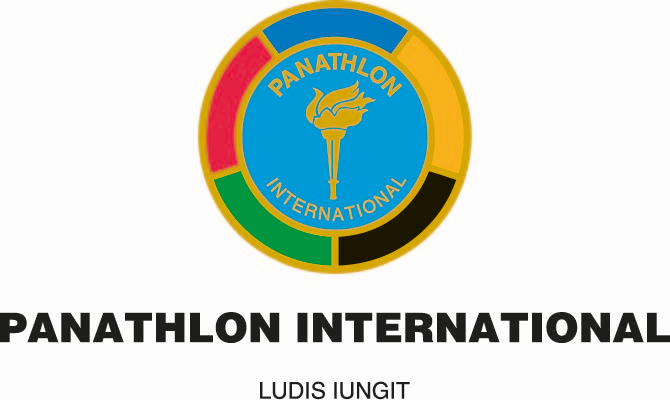 PANATHLON
INTERNATIONAL
PANATHLON INTERNATIONAL
LUDIS IUNGIT